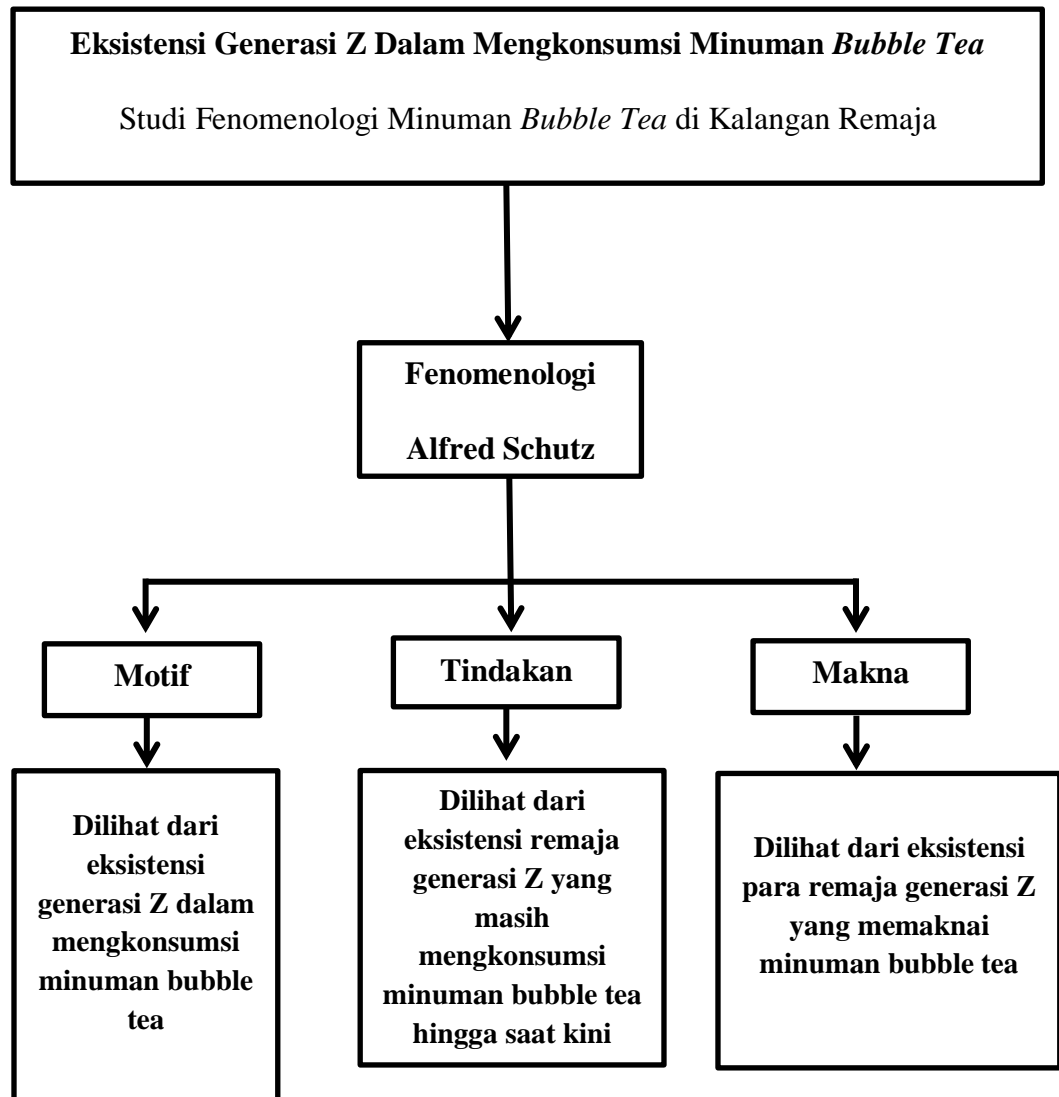 Eksistensi Generasi Z Dalam Mengkonsumsi Minuman Bubble Tea
Studi Fenomenologi Minuman Bubble Tea di Kalangan Remaja
Fenomenologi
Alfred Schutz
Motif
Tindakan
Makna
Dilihat dari
eksistensi
generasi Z dalam
mengkonsumsi
minuman bubble
tea
Dilihat dari
eksistensi remaja
generasi Z yang
masih
mengkonsumsi
minuman bubble tea
hingga saat kini
Dilihat dari eksistensi
para remaja generasi Z
yang memaknai
minuman bubble tea